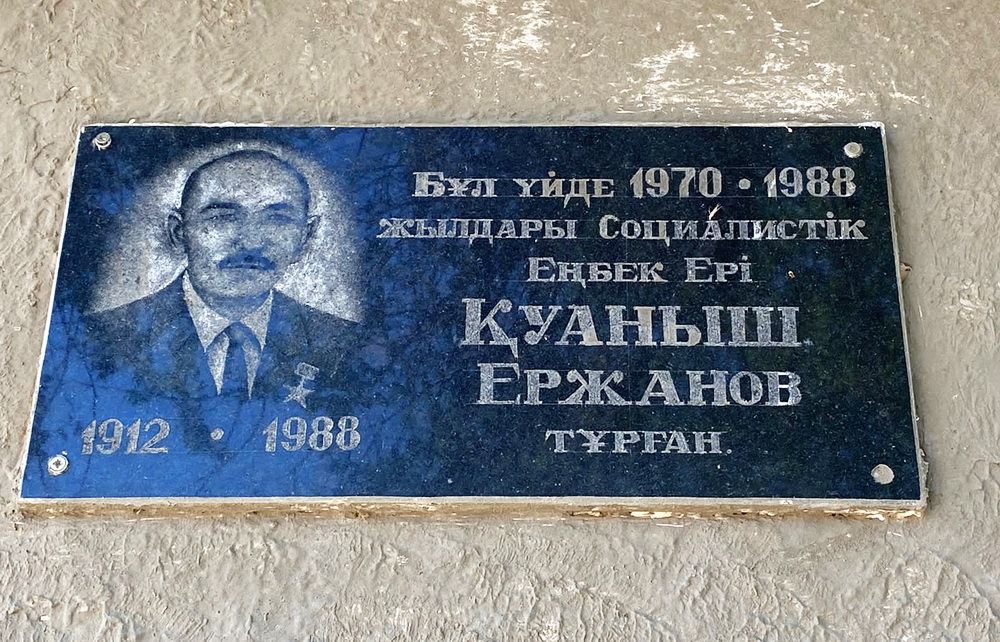 Бұл үйде 1970 • 1988
жылдары Социалистік
Еңбек Ері
Қуаныш
Ержанов
тұрған.
1912 • 1988